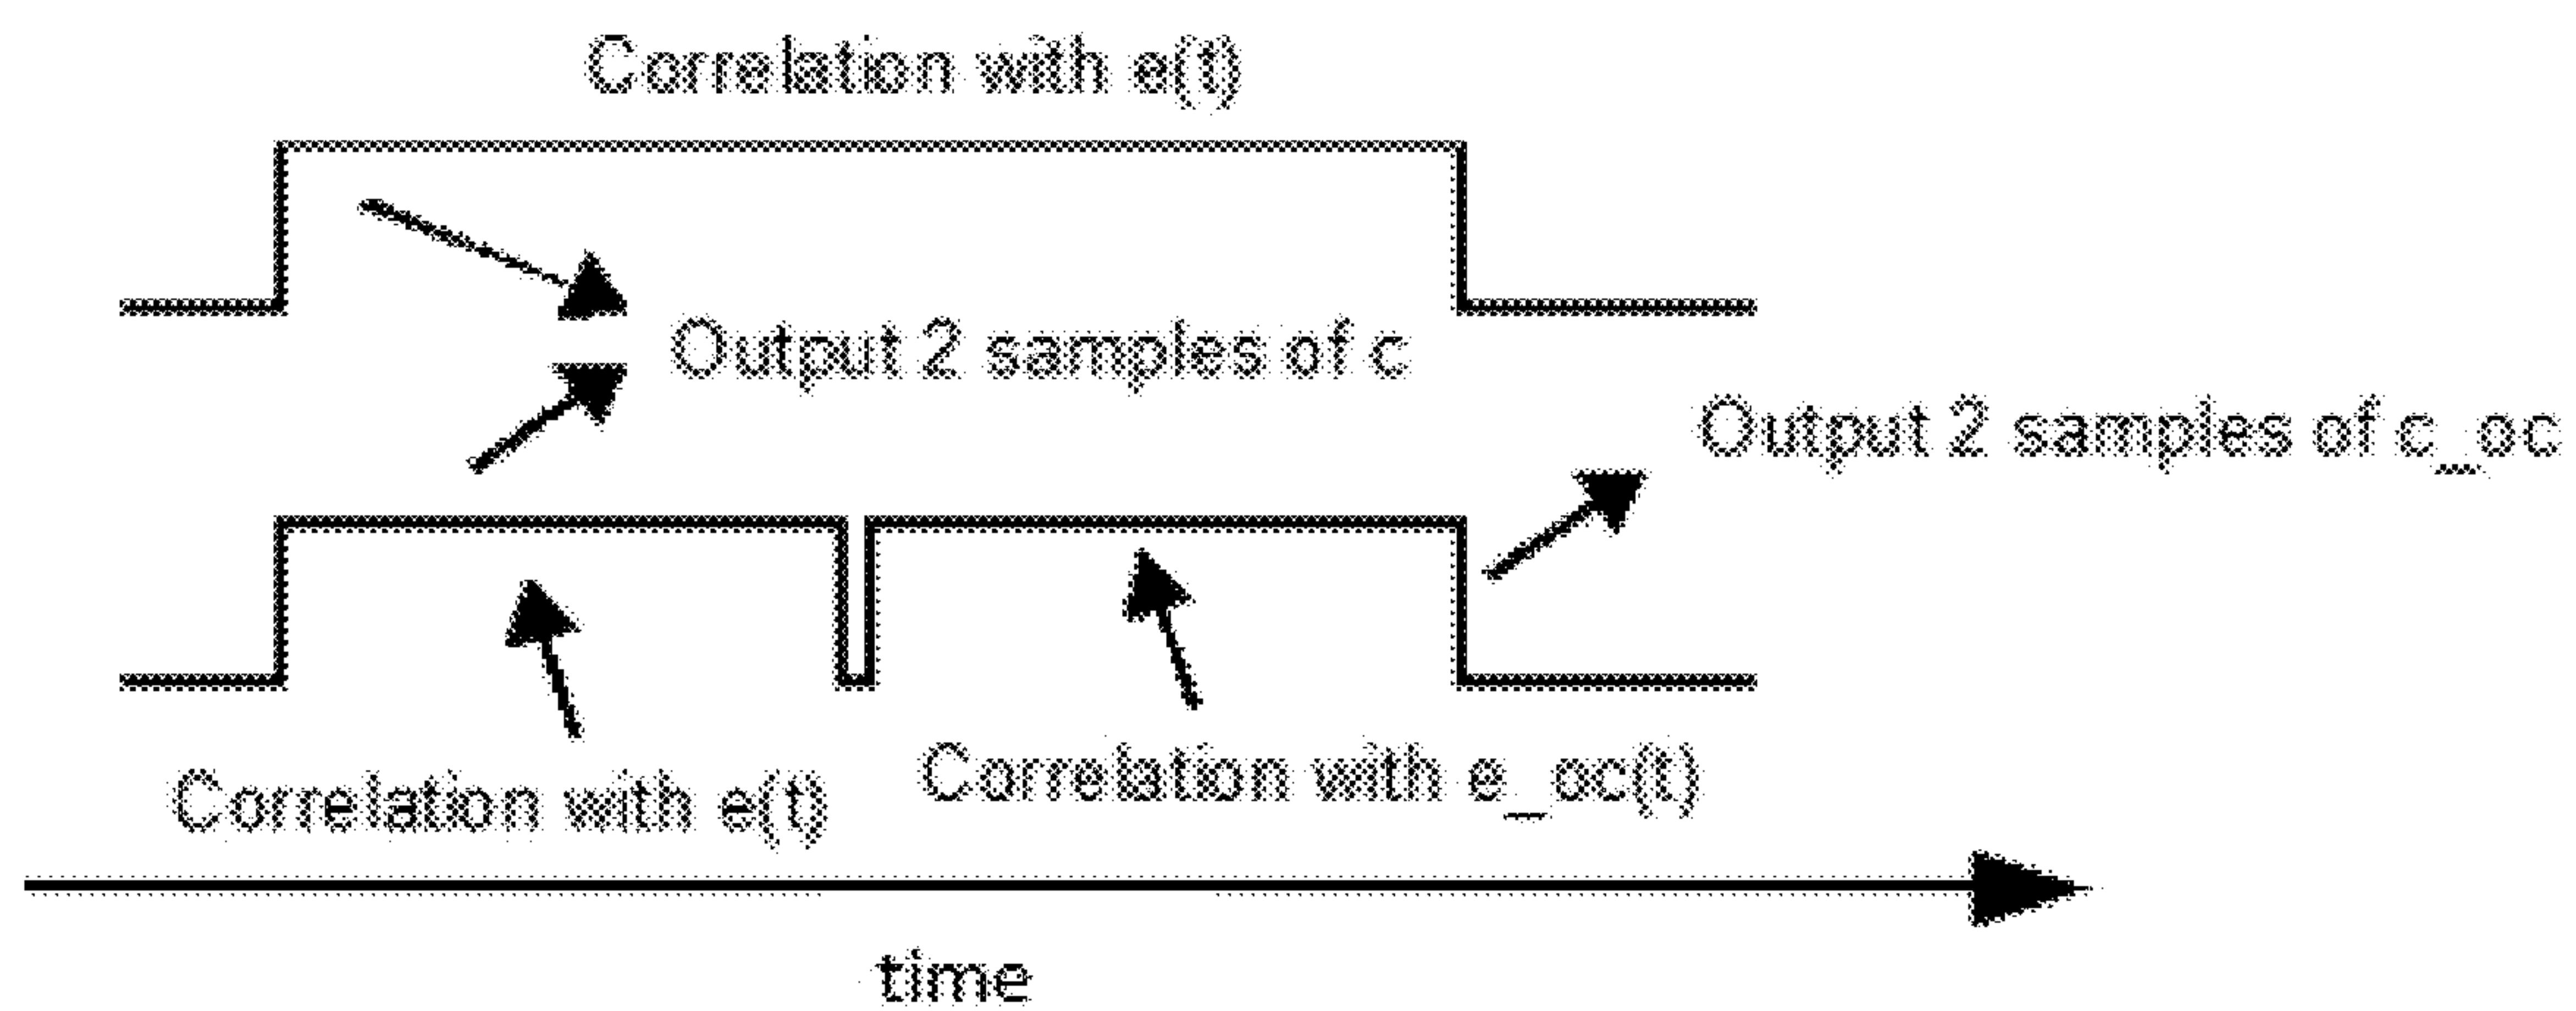 Correlation with e(t)
Output 2 samples of c
Output 2 samples of c_oc
Correlation with e(t)
Correlation with e_oc(t)
time